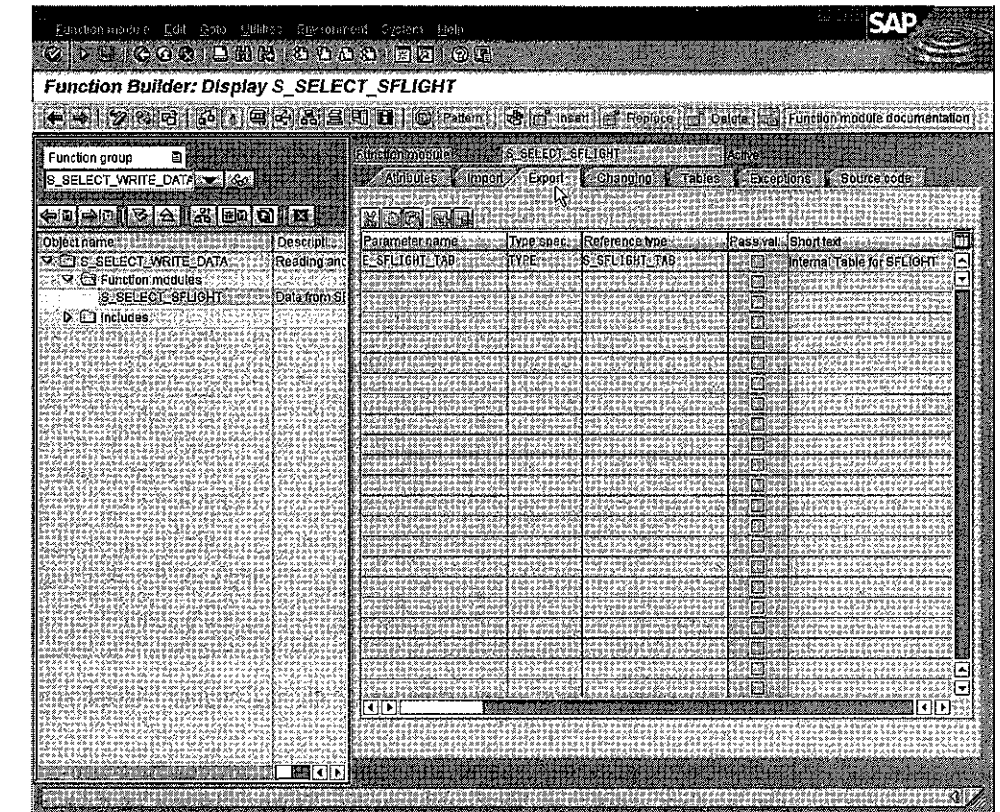 Function module Edit Goto Utilities Environment System Help
SAP
Function Builder: Display S_SELECT_SFLIGHT
Pattern Insert Replace Delete Function module documentation
Function group
S_SELECT_WRITE_DATA
Function module S_SELECT_SFLIGHT Active
Attributes Import Export Changing Tables Exceptions Source code
Object name Descripti...
S_SELECT_WRITE_DATA Reading and
Function modules
S_SELECT_SFLIGHT Data from S
Includes
Parameter name Type spec. Reference type Pass val... Short text
E_SFLIGHT_TAB TYPE S_SFLIGHT_TAB Internal Table for SFLIGHT